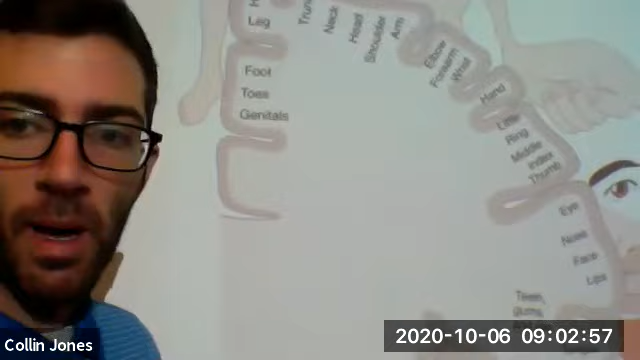 Leg
Foot
Toes
Genitals
Trunk
Neck
Head
Shoulder
Arm
Elbow
Forearm
Wrist
Hand
Little
Ring
Middle
Index
Thumb
Eye
Nose
Face
Lips
Teeth,
gums,
Collin Jones
2020-10-06 09:02:57